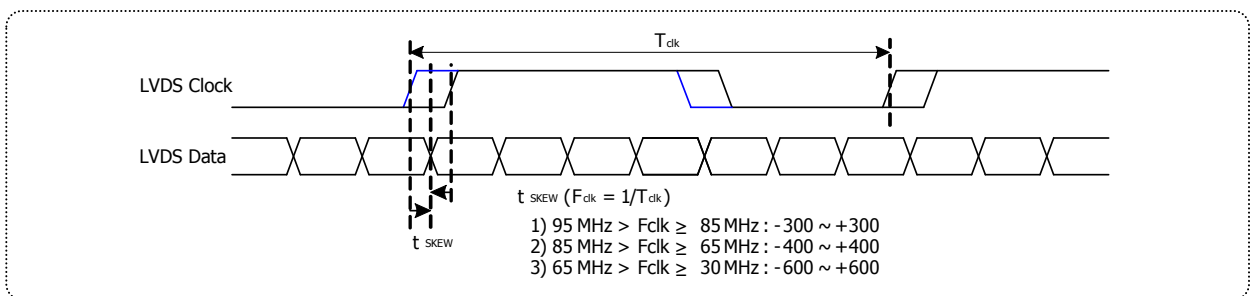 Tclk
LVDS Clock
LVDS Data
t SKEW (Fclk = 1/Tclk)
t SKEW
1) 95 MHz > Fclk ≥ 85 MHz : -300 ~ +300
2) 85 MHz > Fclk ≥ 65 MHz : -400 ~ +400
3) 65 MHz > Fclk ≥ 30 MHz : -600 ~ +600